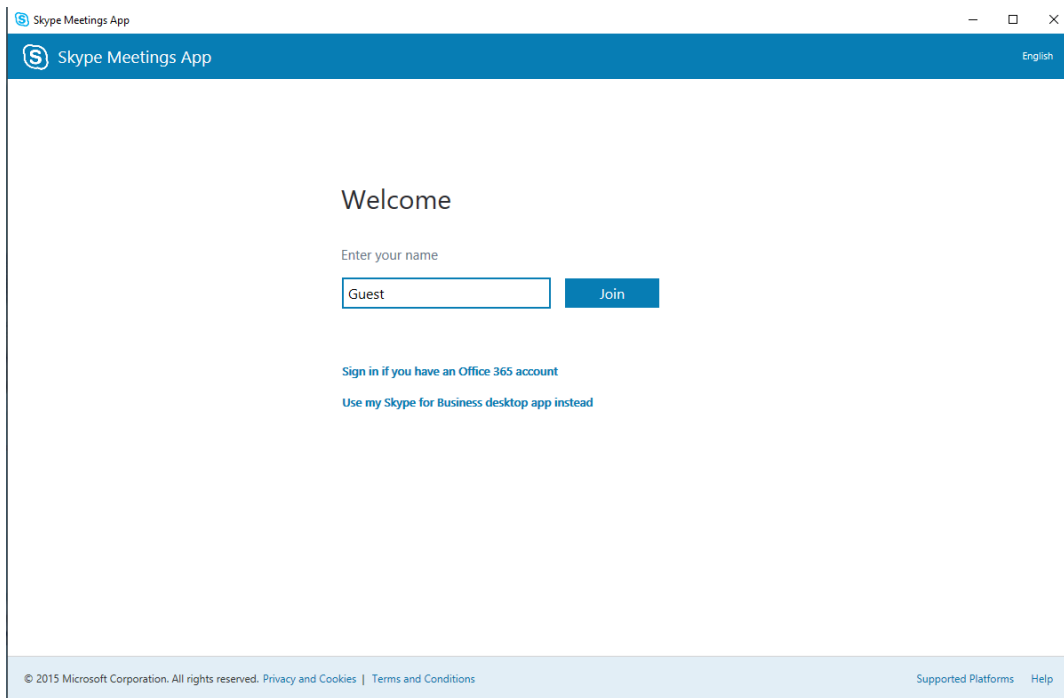 Skype Meetings App
Skype Meetings App English
Welcome
Enter your name
Guest Join
Sign in if you have an Office 365 account
Use my Skype for Business desktop app instead
© 2015 Microsoft Corporation. All rights reserved. Privacy and Cookies | Terms and Conditions Supported Platforms Help